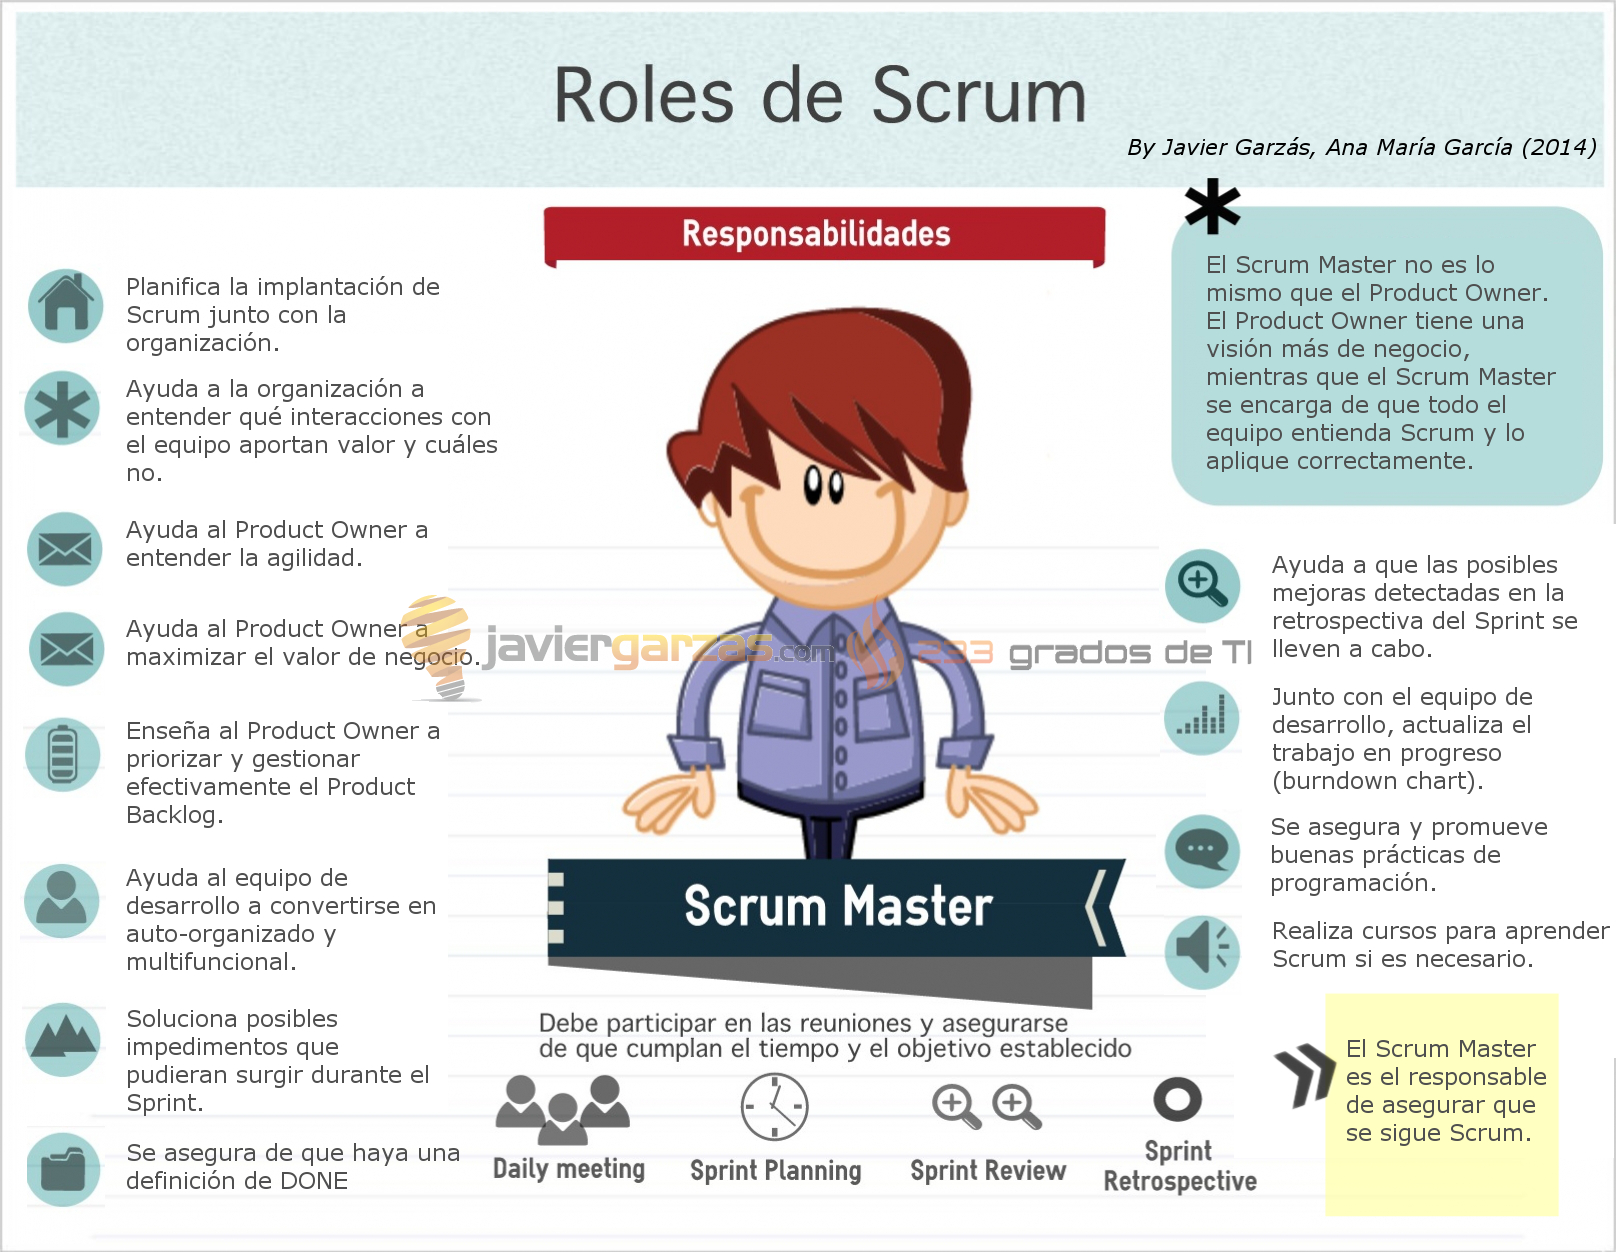 Roles de Scrum
By Javier Garzás, Ana María García (2014)
Responsabilidades
Planifica la implantación de
Scrum junto con la
organización.
Ayuda a la organización a
entender qué interacciones con
el equipo aportan valor y cuáles
no.
Ayuda al Product Owner a
entender la agilidad.
Ayuda al Product Owner a
maximizar el valor de negocio.
Enseña al Product Owner a
priorizar y gestionar
efectivamente el Product
Backlog.
Ayuda al equipo de
desarrollo a convertirse en
auto-organizado y
multifuncional.
Soluciona posibles
impedimentos que
pudieran surgir durante el
Sprint.
Se asegura de que haya una
definición de DONE
javiergarzas.com
233 grados de TI
Scrum Master
Debe participar en las reuniones y asegurarse
de que cumplan el tiempo y el objetivo establecido
Daily meeting
Sprint Planning
Sprint Review
Sprint
Retrospective
*
El Scrum Master no es lo
mismo que el Product Owner.
El Product Owner tiene una
visión más de negocio,
mientras que el Scrum Master
se encarga de que todo el
equipo entienda Scrum y lo
aplique correctamente.
Ayuda a que las posibles
mejoras detectadas en la
retrospectiva del Sprint se
lleven a cabo.
Junto con el equipo de
desarrollo, actualiza el
trabajo en progreso
(burndown chart).
Se asegura y promueve
buenas prácticas de
programación.
Realiza cursos para aprender
Scrum si es necesario.
El Scrum Master
es el responsable
de asegurar que
se sigue Scrum.